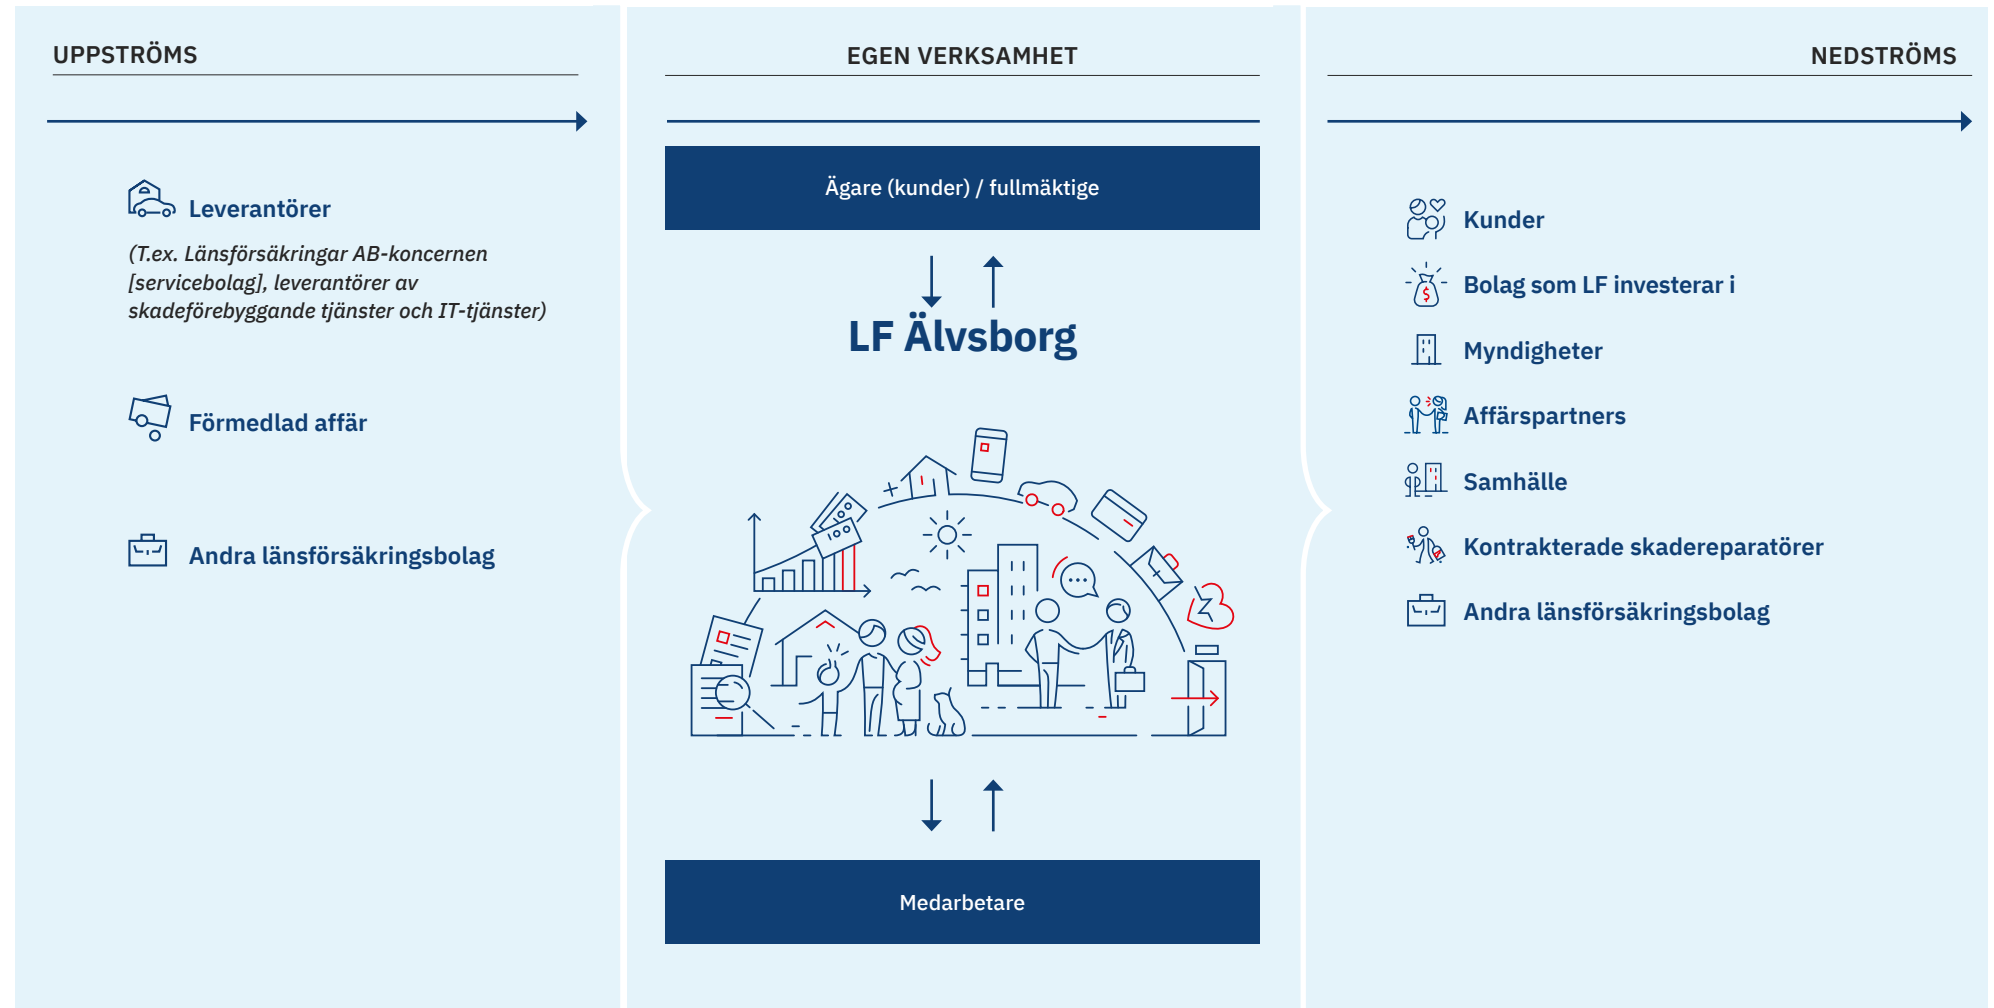 UPPSTRÖMS
Leverantörer
(T.ex. Länsförsäkringar AB-koncernen
[servicebolag], leverantörer av
skadeförebyggande tjänster och IT-tjänster)
Förmedlad affär
Andra länsförsäkringsbolag
EGEN VERKSAMHET
Ägare (kunder) / fullmäktige
LF Älvsborg
Medarbetare
NEDSTRÖMS
Kunder
Bolag som LF investerar i
Myndigheter
Affärspartners
Samhälle
Kontrakterade skadereparatörer
Andra länsförsäkringsbolag